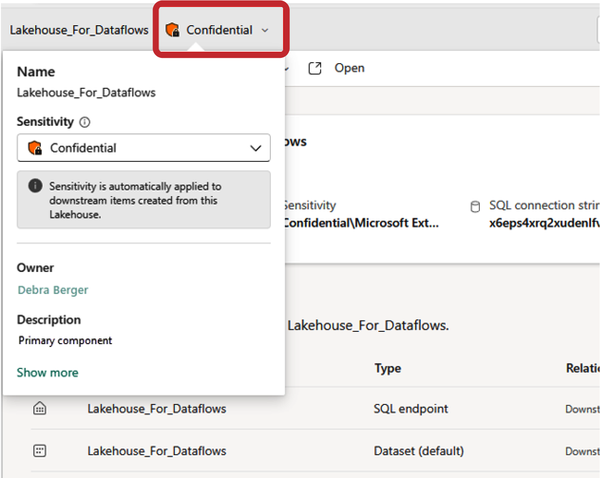 Lakehouse_For_Dataflows Confidential
Name
Lakehouse_For_Dataflows
Sensitivity
Confidential
Sensitivity is automatically applied to
downstream items created from this
Lakehouse.
Owner
Debra Berger
Description
Primary component
Show more
Open
ows
Sensitivity
Confidential\Microsoft Ext...
SQL connection strin
x6eps4xrq2xudenlfv
Lakehouse_For_Dataflows.
Type Relati
Lakehouse_For_Dataflows SQL endpoint Downst
Lakehouse_For_Dataflows Dataset (default) Downst